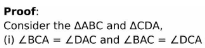 Proof:
Consider the ΔABC and ΔCDA,
(i) ∠BCA = ∠DAC and ∠BAC = ∠DCA